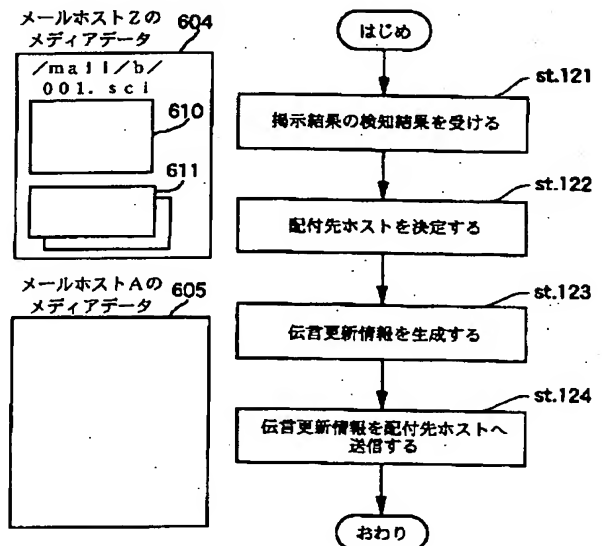 メールホストZの
メディアデータ
604
/mail/b/
001.sci
610
611
メールホストAの
メディアデータ
605
はじめ
st.121
掲示結果の検知結果を受ける
st.122
配付先ホストを決定する
st.123
伝言更新情報を生成する
st.124
伝言更新情報を配付先ホストへ
送信する
おわり